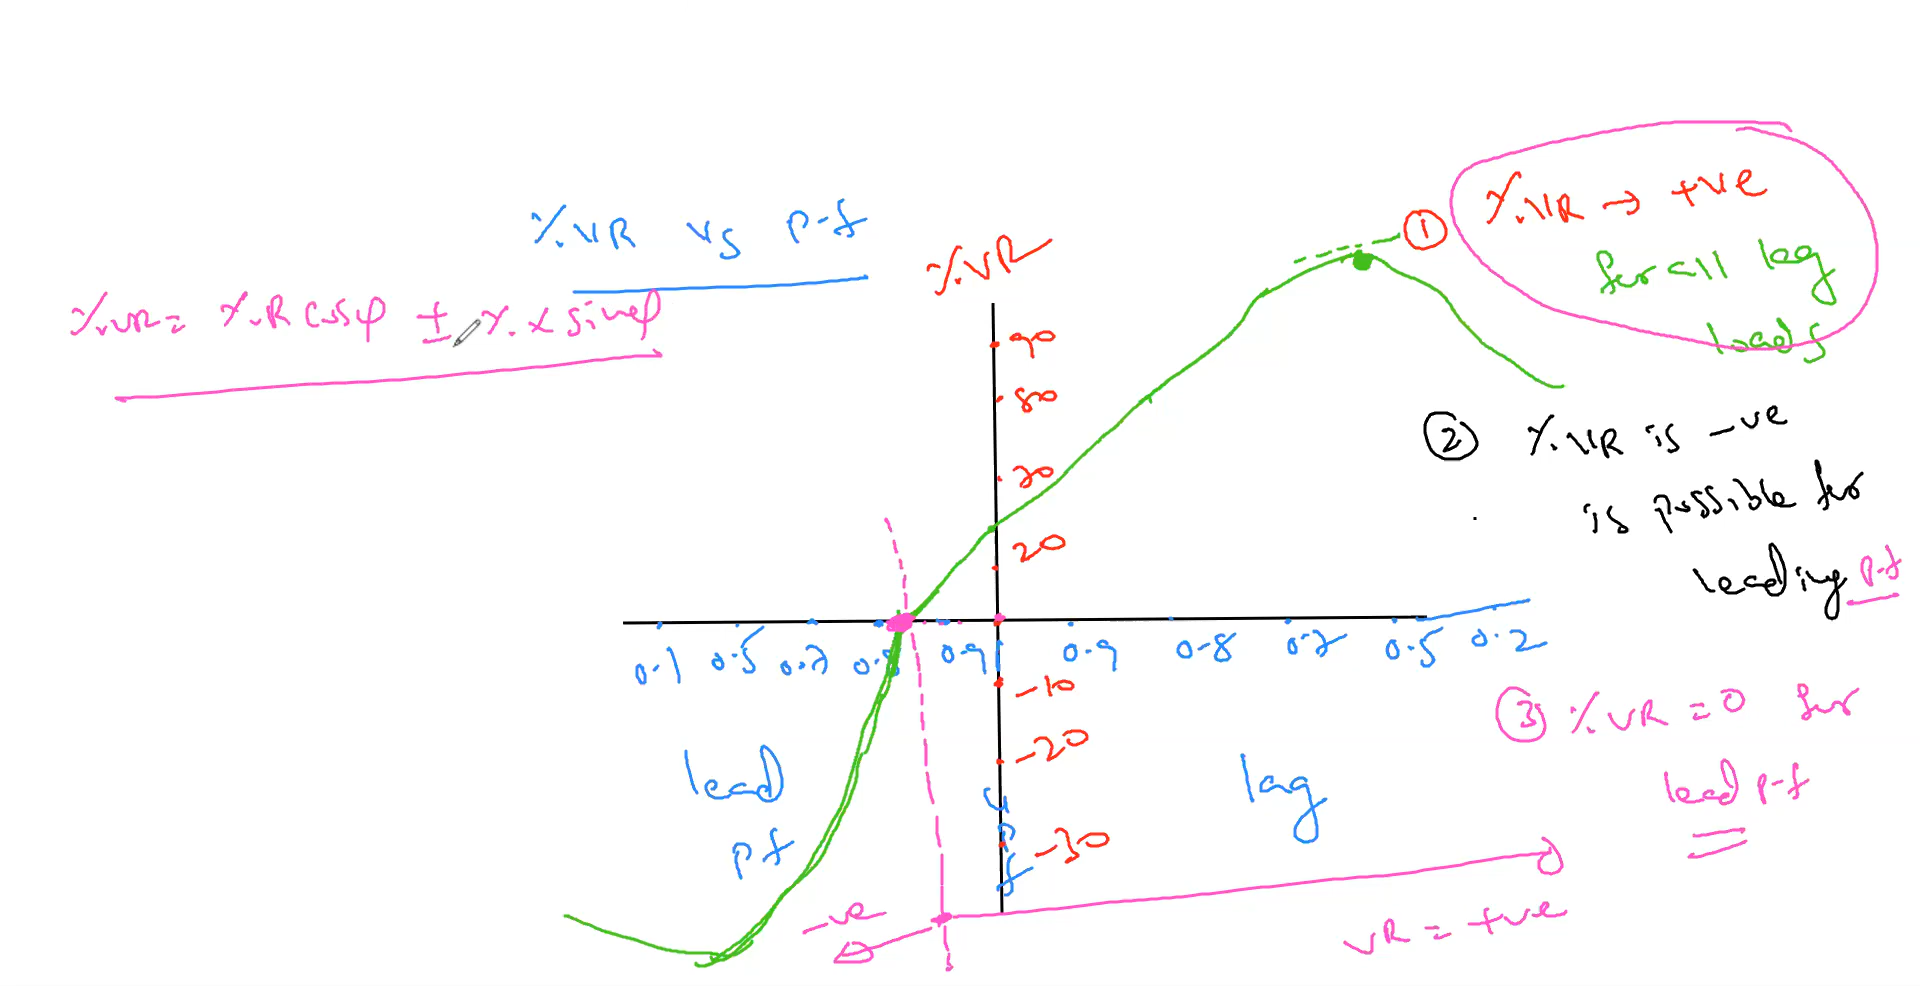 %VR vs p-f
%VR = %R cosφ ± %X sinφ
%VR
90
80
30
20
-10
-20
-30
0.1 0.5 0.7 0.8 0.9
0.9 0.8 0.7 0.5 0.2
upf
lead
pf
lag
-ve
VR = +ve
① %VR → +ve
for all lag
loads
② %VR is -ve
is possible for
leading p-f
③ %VR = 0 for
lead p-f